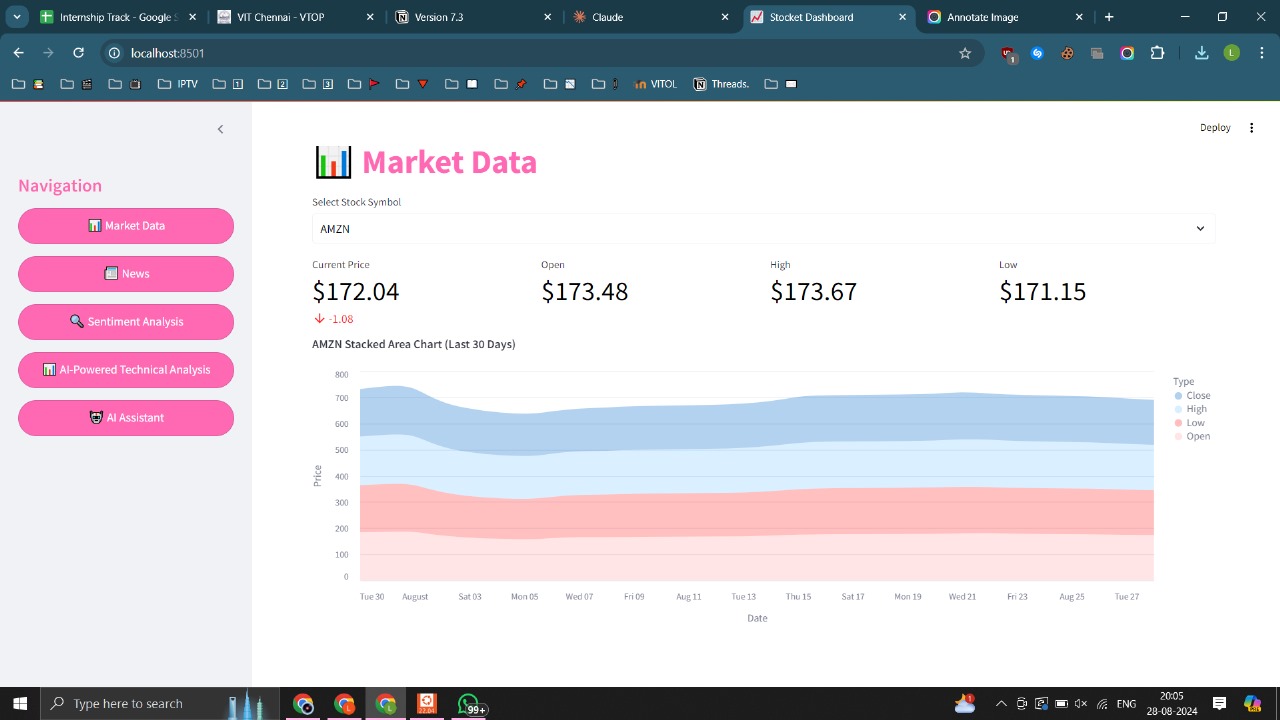 Internship Track - Google S
VIT Chennai - VTOP
Version 7.3
Claude
Stocket Dashboard
Annotate Image
localhost:8501
1
L
IPTV
1
2
3
VITOL
Threads.
Deploy
Market Data
Navigation
Market Data
News
Sentiment Analysis
AI-Powered Technical Analysis
AI Assistant
Select Stock Symbol
AMZN
Current Price
Open
High
Low
$172.04
$173.48
$173.67
$171.15
-1.08
AMZN Stacked Area Chart (Last 30 Days)
Price
800
700
600
500
400
300
200
100
0
Type
Close
High
Low
Open
Tue 30 August Sat 03 Mon 05 Wed 07 Fri 09 Aug 11 Tue 13 Thu 15 Sat 17 Mon 19 Wed 21 Fri 23 Aug 25 Tue 27
Date
Type here to search
22.04
99+
1
ENG
20:05
28-08-2024